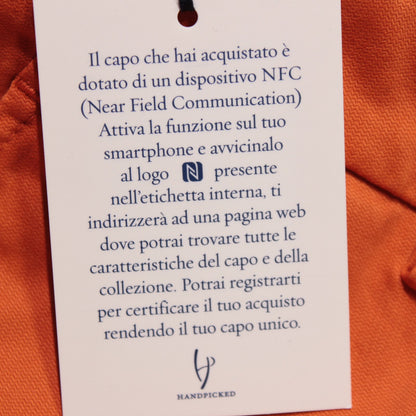 Il capo che hai acquistato è
dotato di un dispositivo NFC
(Near Field Communication)
Attiva la funzione sul tuo
smartphone e avvicinalo
al logo N presente
nell'etichetta interna, ti
indirizzerà ad una pagina web
dove potrai trovare tutte le
caratteristiche del capo e della
collezione. Potrai registrarti
per certificare il tuo acquisto
rendendo il tuo capo unico.
HANDPICKED